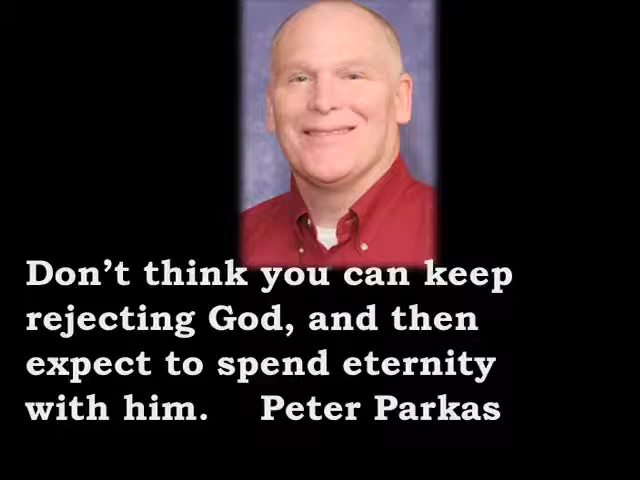 Don’t think you can keep
rejecting God, and then
expect to spend eternity
with him. Peter Parkas